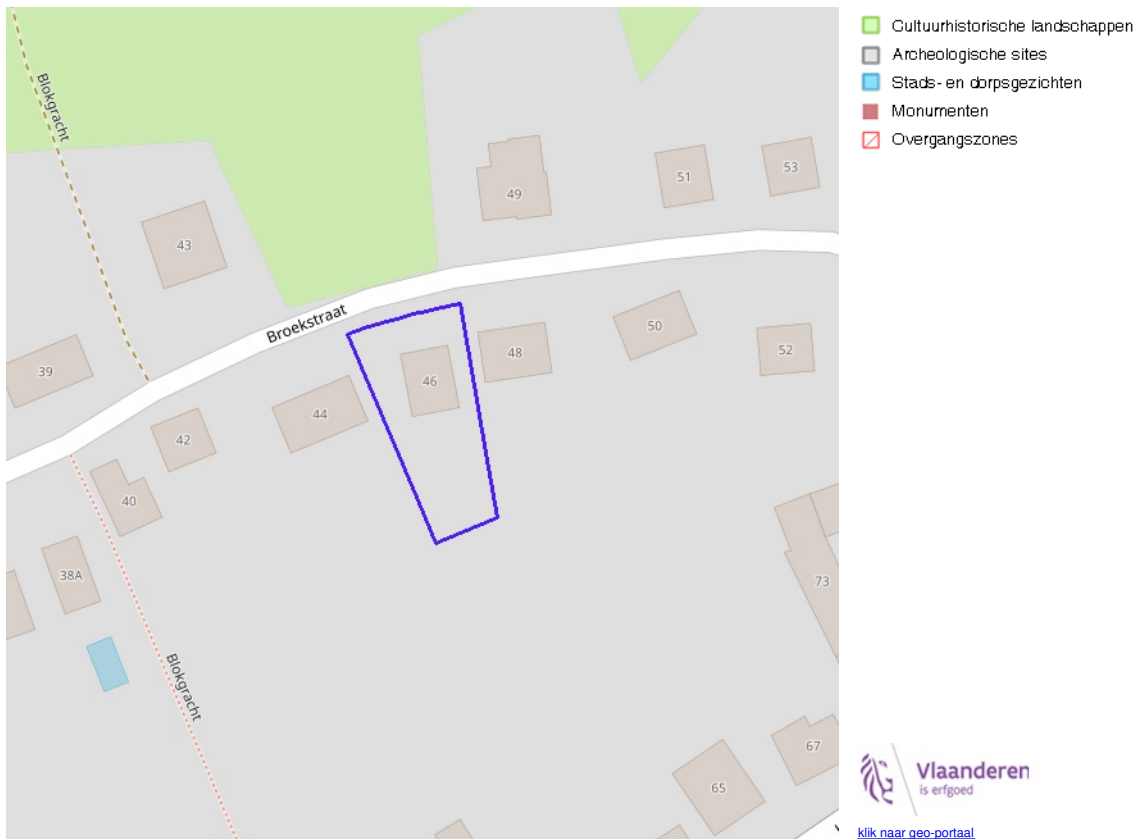 Blokgracht
43
49
51
53
Broekstraat
39
42
44
46
48
50
52
40
38A
Blokgracht
73
65
67
Cultuurhistorische landschappen
Archeologische sites
Stads- en dorpsgezichten
Monumenten
Overgangszones
Vlaanderen
is erfgoed
klik naar geo-portaal